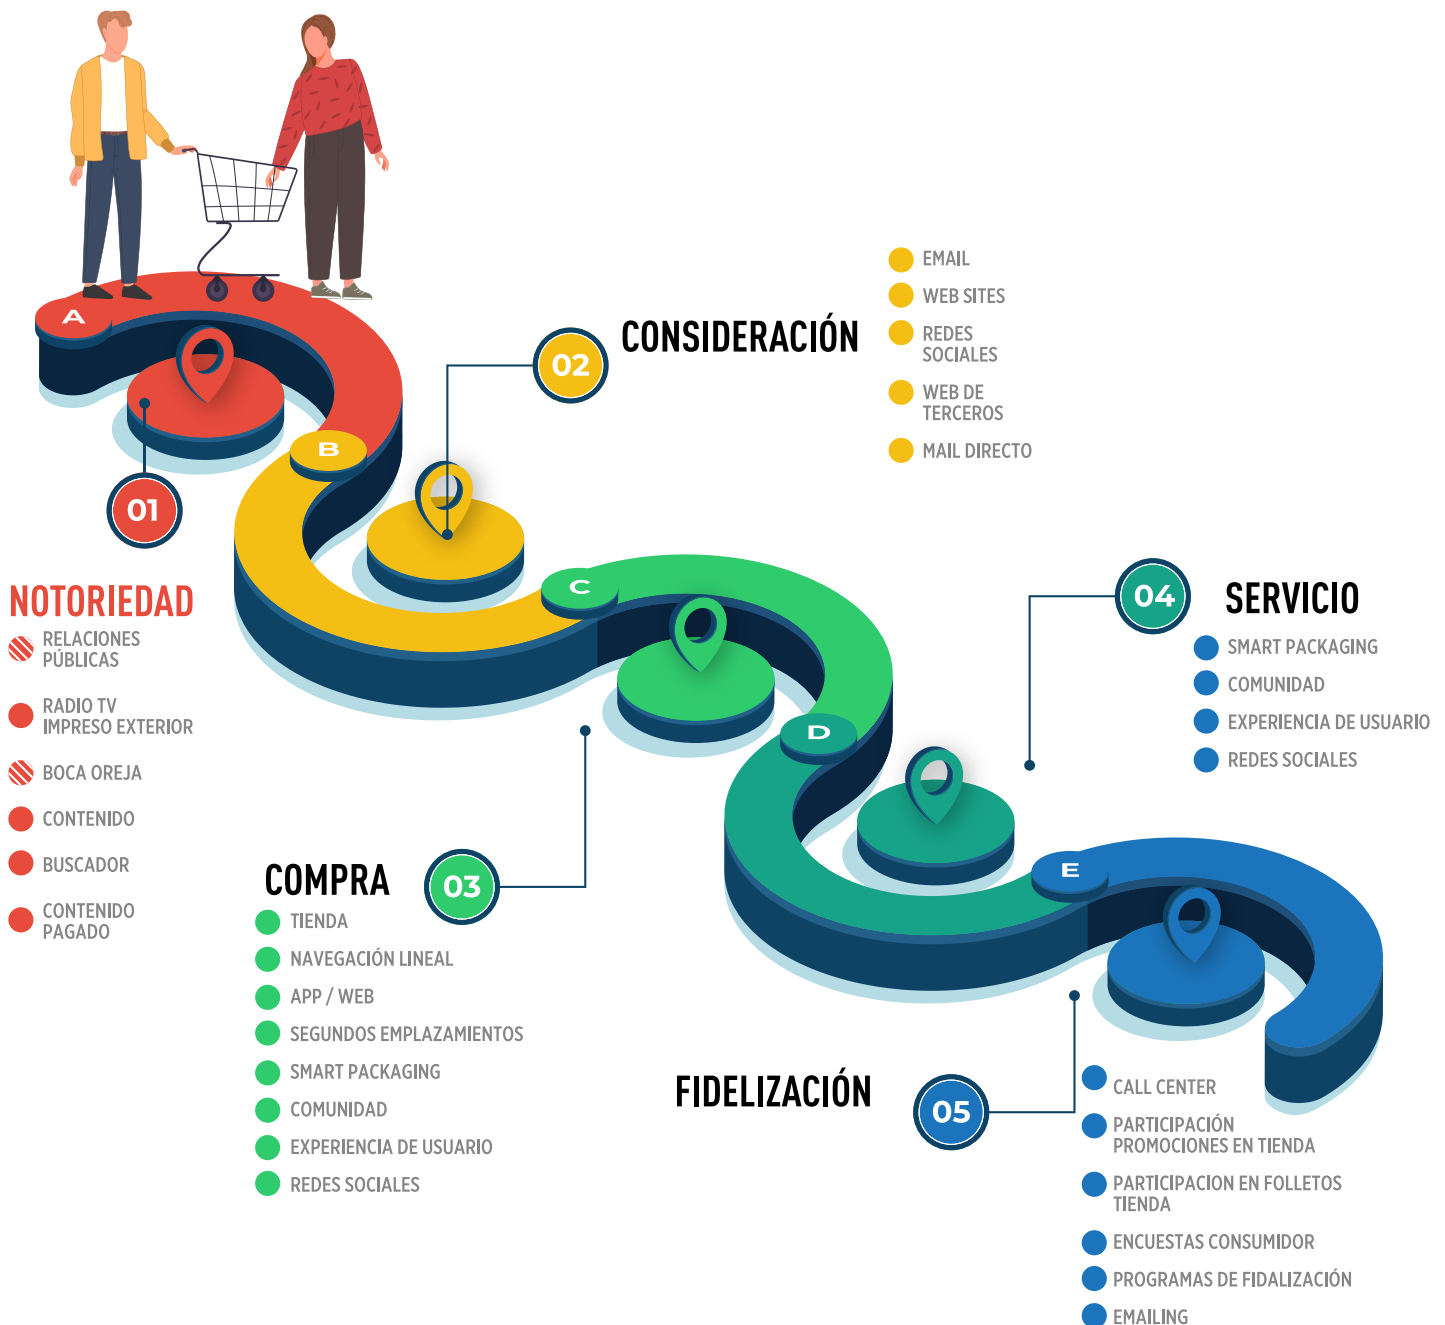 A
01
NOTORIEDAD
RELACIONES
PÚBLICAS
RADIO TV
IMPRESO EXTERIOR
BOCA OREJA
CONTENIDO
BUSCADOR
CONTENIDO
PAGADO
B
02
CONSIDERACIÓN
EMAIL
WEB SITES
REDES
SOCIALES
WEB DE
TERCEROS
MAIL DIRECTO
C
COMPRA
03
TIENDA
NAVEGACIÓN LINEAL
APP / WEB
SEGUNDOS EMPLAZAMIENTOS
SMART PACKAGING
COMUNIDAD
EXPERIENCIA DE USUARIO
REDES SOCIALES
D
04
SERVICIO
SMART PACKAGING
COMUNIDAD
EXPERIENCIA DE USUARIO
REDES SOCIALES
E
FIDELIZACIÓN
05
CALL CENTER
PARTICIPACIÓN
PROMOCIONES EN TIENDA
PARTICIPACION EN FOLLETOS
TIENDA
ENCUESTAS CONSUMIDOR
PROGRAMAS DE FIDALIZACIÓN
EMAILING